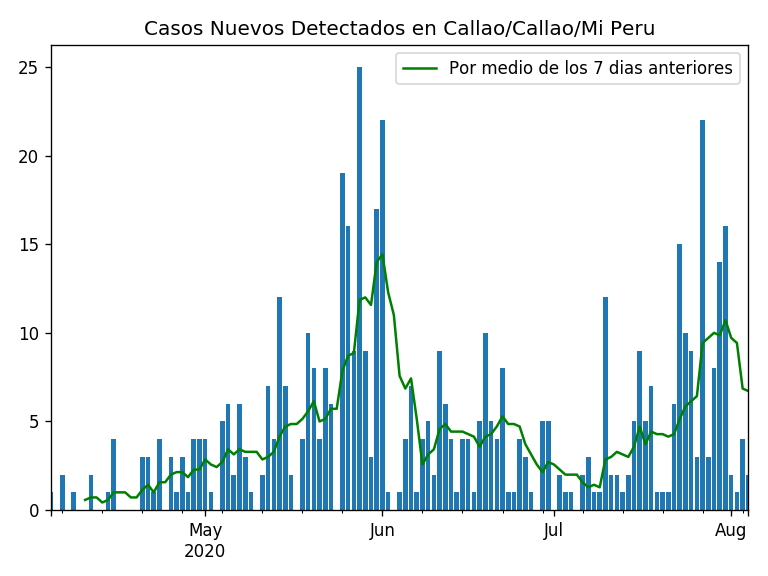 Casos Nuevos Detectados en Callao/Callao/Mi Peru
Por medio de los 7 dias anteriores
25
20
15
10
5
0
May
2020
Jun
Jul
Aug